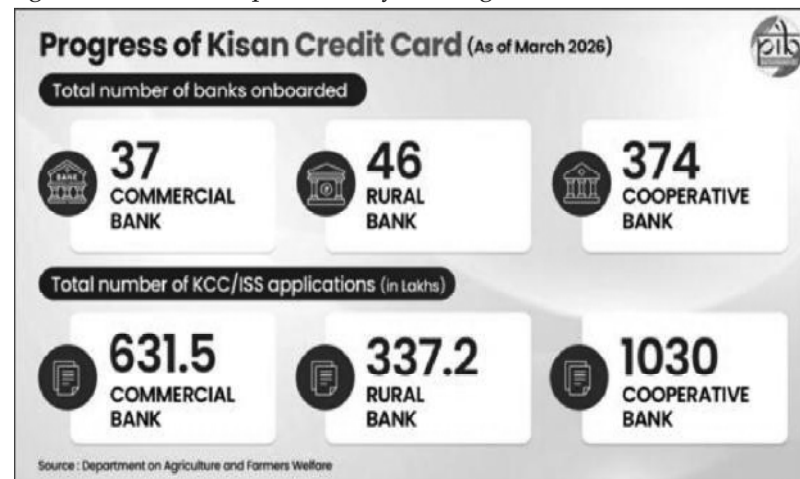 Progress of Kisan Credit Card (As of March 2026)
pib
Total number of banks onboarded
BANK
37
COMMERCIAL
BANK
46
RURAL
BANK
374
COOPERATIVE
BANK
Total number of KCC/ISS applications (in Lakhs)
631.5
COMMERCIAL
BANK
337.2
RURAL
BANK
1030
COOPERATIVE
BANK
Source : Department on Agriculture and Farmers Welfare